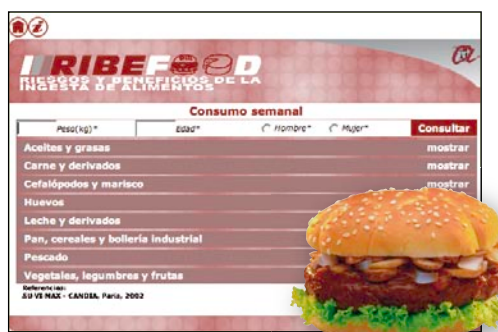 RIBEFOOD
RIESGOS Y BENEFICIOS DE LA
INGESTA DE ALIMENTOS
Consumo semanal
Peso(kg)* Edad* Hombre* Mujer* Consultar
Aceites y grasas mostrar
Carne y derivados mostrar
Cefalópodos y marisco mostrar
Huevos
Leche y derivados
Pan, cereales y bollería industrial
Pescado
Vegetales, legumbres y frutas
Referencias:
SU-VI-MAX - CANDIA, Paris, 2002